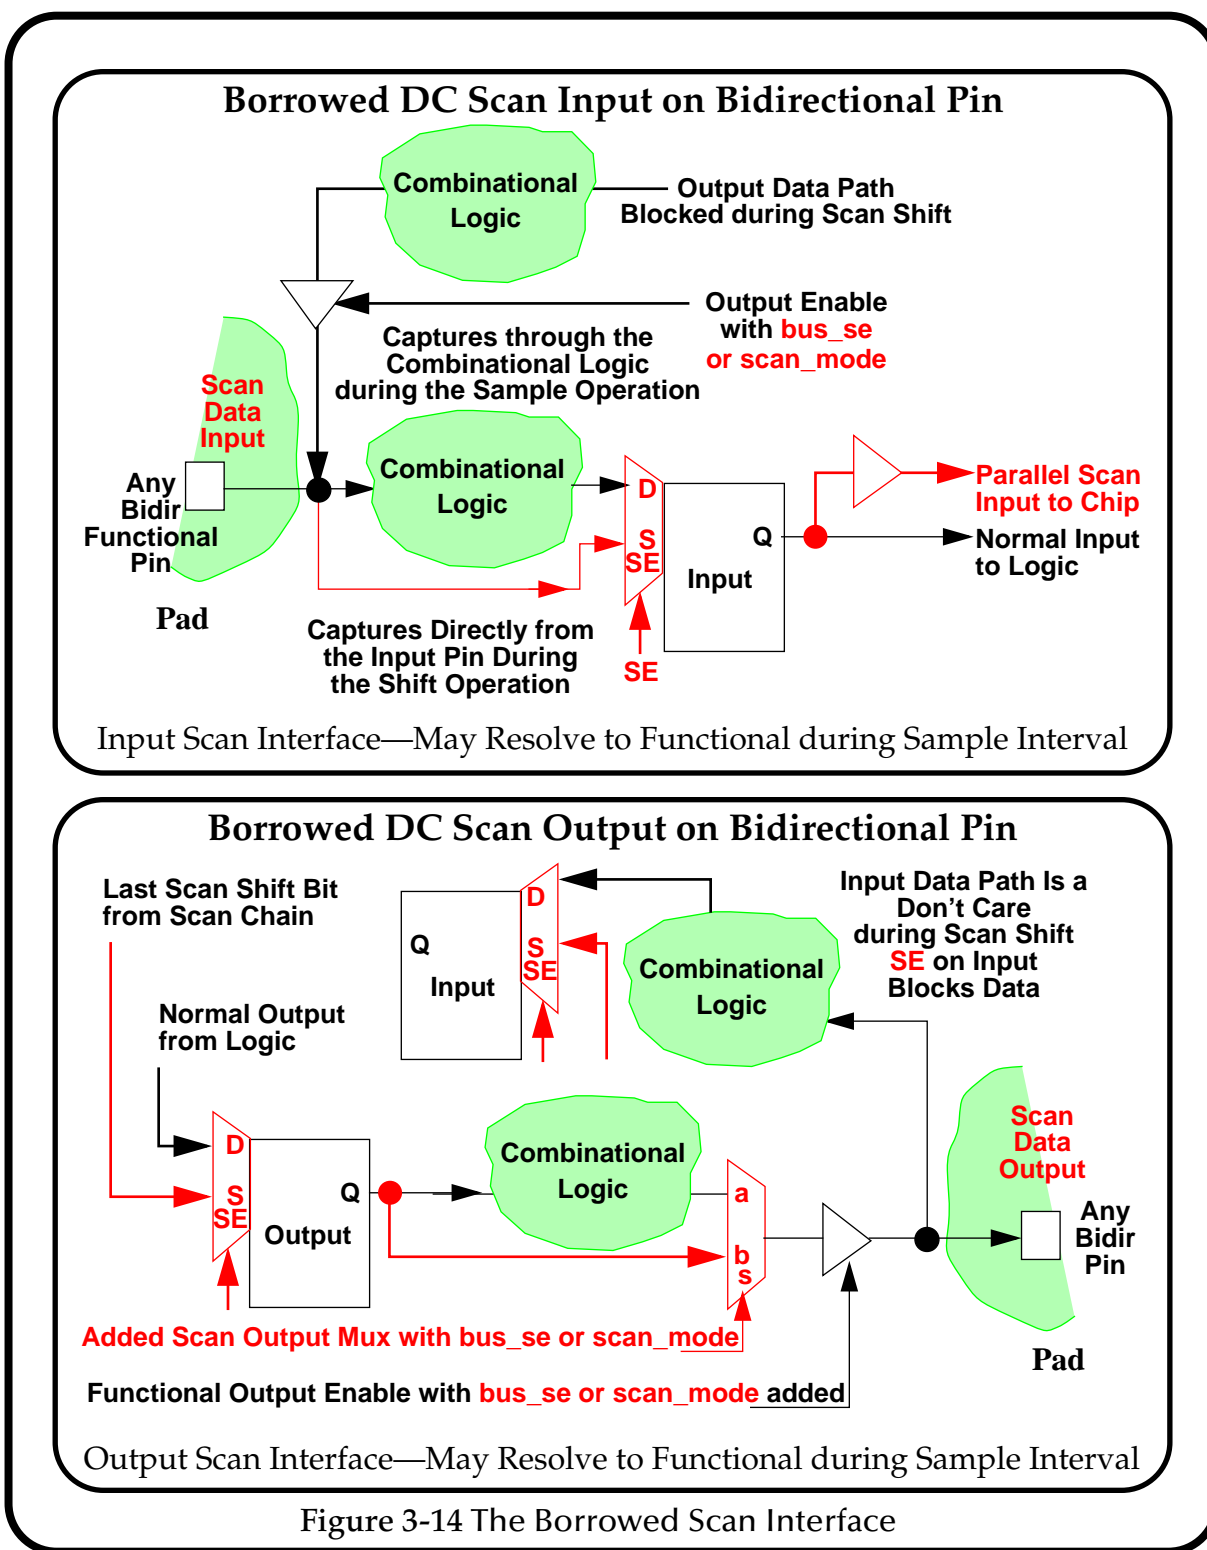 Borrowed DC Scan Input on Bidirectional Pin
Combinational
Logic
Output Data Path
Blocked during Scan Shift
Output Enable
with bus_se
or scan_mode
Captures through the
Combinational Logic
during the Sample Operation
Scan
Data
Input
Any
Bidir
Functional
Pin
Pad
Combinational
Logic
D
S
SE
Q
Input
SE
Parallel Scan
Input to Chip
Normal Input
to Logic
Captures Directly from
the Input Pin During
the Shift Operation
Input Scan Interface—May Resolve to Functional during Sample Interval
Borrowed DC Scan Output on Bidirectional Pin
Last Scan Shift Bit
from Scan Chain
Q
Input
D
S
SE
Combinational
Logic
Input Data Path Is a
Don’t Care
during Scan Shift
SE on Input
Blocks Data
Normal Output
from Logic
D
S
SE
Q
Output
Combinational
Logic
a
b
s
Scan
Data
Output
Any
Bidir
Pin
Pad
Added Scan Output Mux with bus_se or scan_mode
Functional Output Enable with bus_se or scan_mode added
Output Scan Interface—May Resolve to Functional during Sample Interval
Figure 3-14 The Borrowed Scan Interface